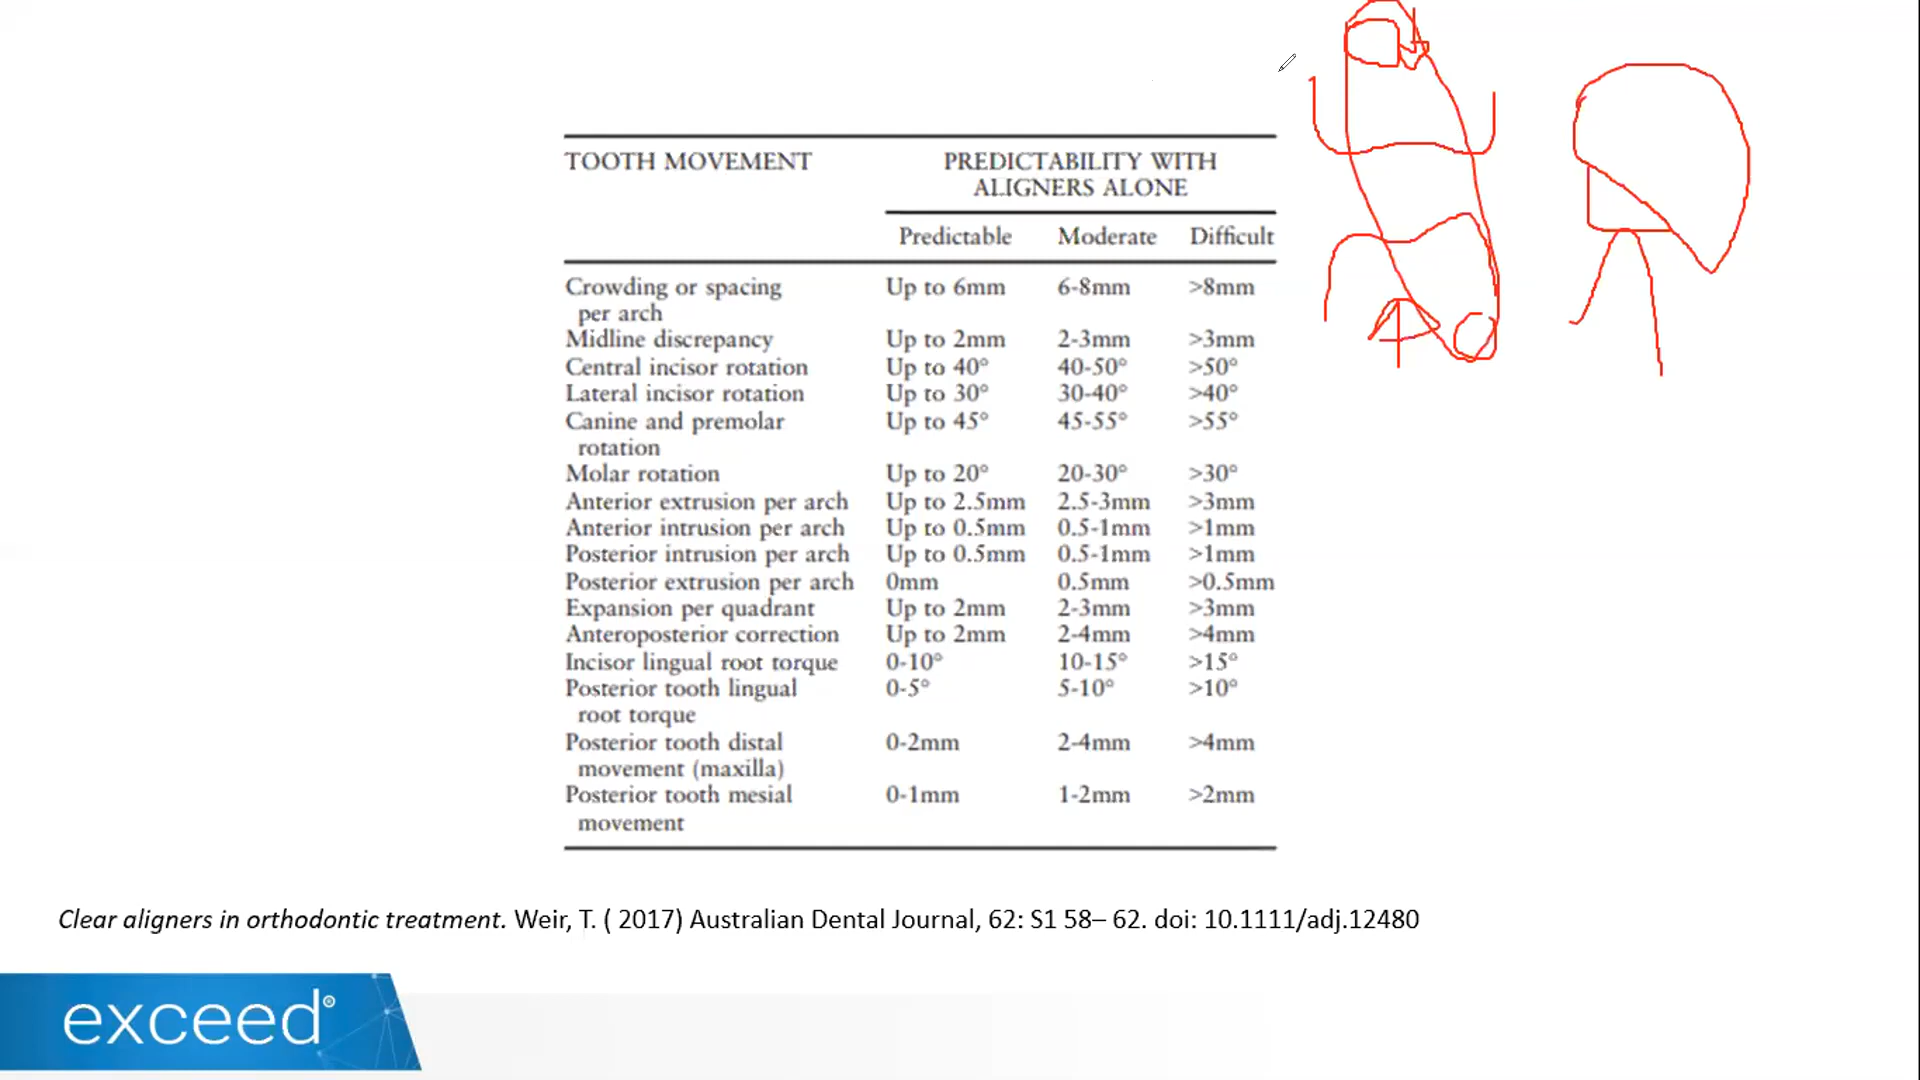 TOOTH MOVEMENT PREDICTABILITY WITH
ALIGNERS ALONE
Predictable Moderate Difficult
Crowding or spacing Up to 6mm 6-8mm >8mm
per arch
Midline discrepancy Up to 2mm 2-3mm >3mm
Central incisor rotation Up to 40° 40-50° >50°
Lateral incisor rotation Up to 30° 30-40° >40°
Canine and premolar Up to 45° 45-55° >55°
rotation
Molar rotation Up to 20° 20-30° >30°
Anterior extrusion per arch Up to 2.5mm 2.5-3mm >3mm
Anterior intrusion per arch Up to 0.5mm 0.5-1mm >1mm
Posterior intrusion per arch Up to 0.5mm 0.5-1mm >1mm
Posterior extrusion per arch 0mm 0.5mm >0.5mm
Expansion per quadrant Up to 2mm 2-3mm >3mm
Anteroposterior correction Up to 2mm 2-4mm >4mm
Incisor lingual root torque 0-10° 10-15° >15°
Posterior tooth lingual 0-5° 5-10° >10°
root torque
Posterior tooth distal 0-2mm 2-4mm >4mm
movement (maxilla)
Posterior tooth mesial 0-1mm 1-2mm >2mm
movement
Clear aligners in orthodontic treatment. Weir, T. ( 2017) Australian Dental Journal, 62: S1 58– 62. doi: 10.1111/adj.12480
exceed®